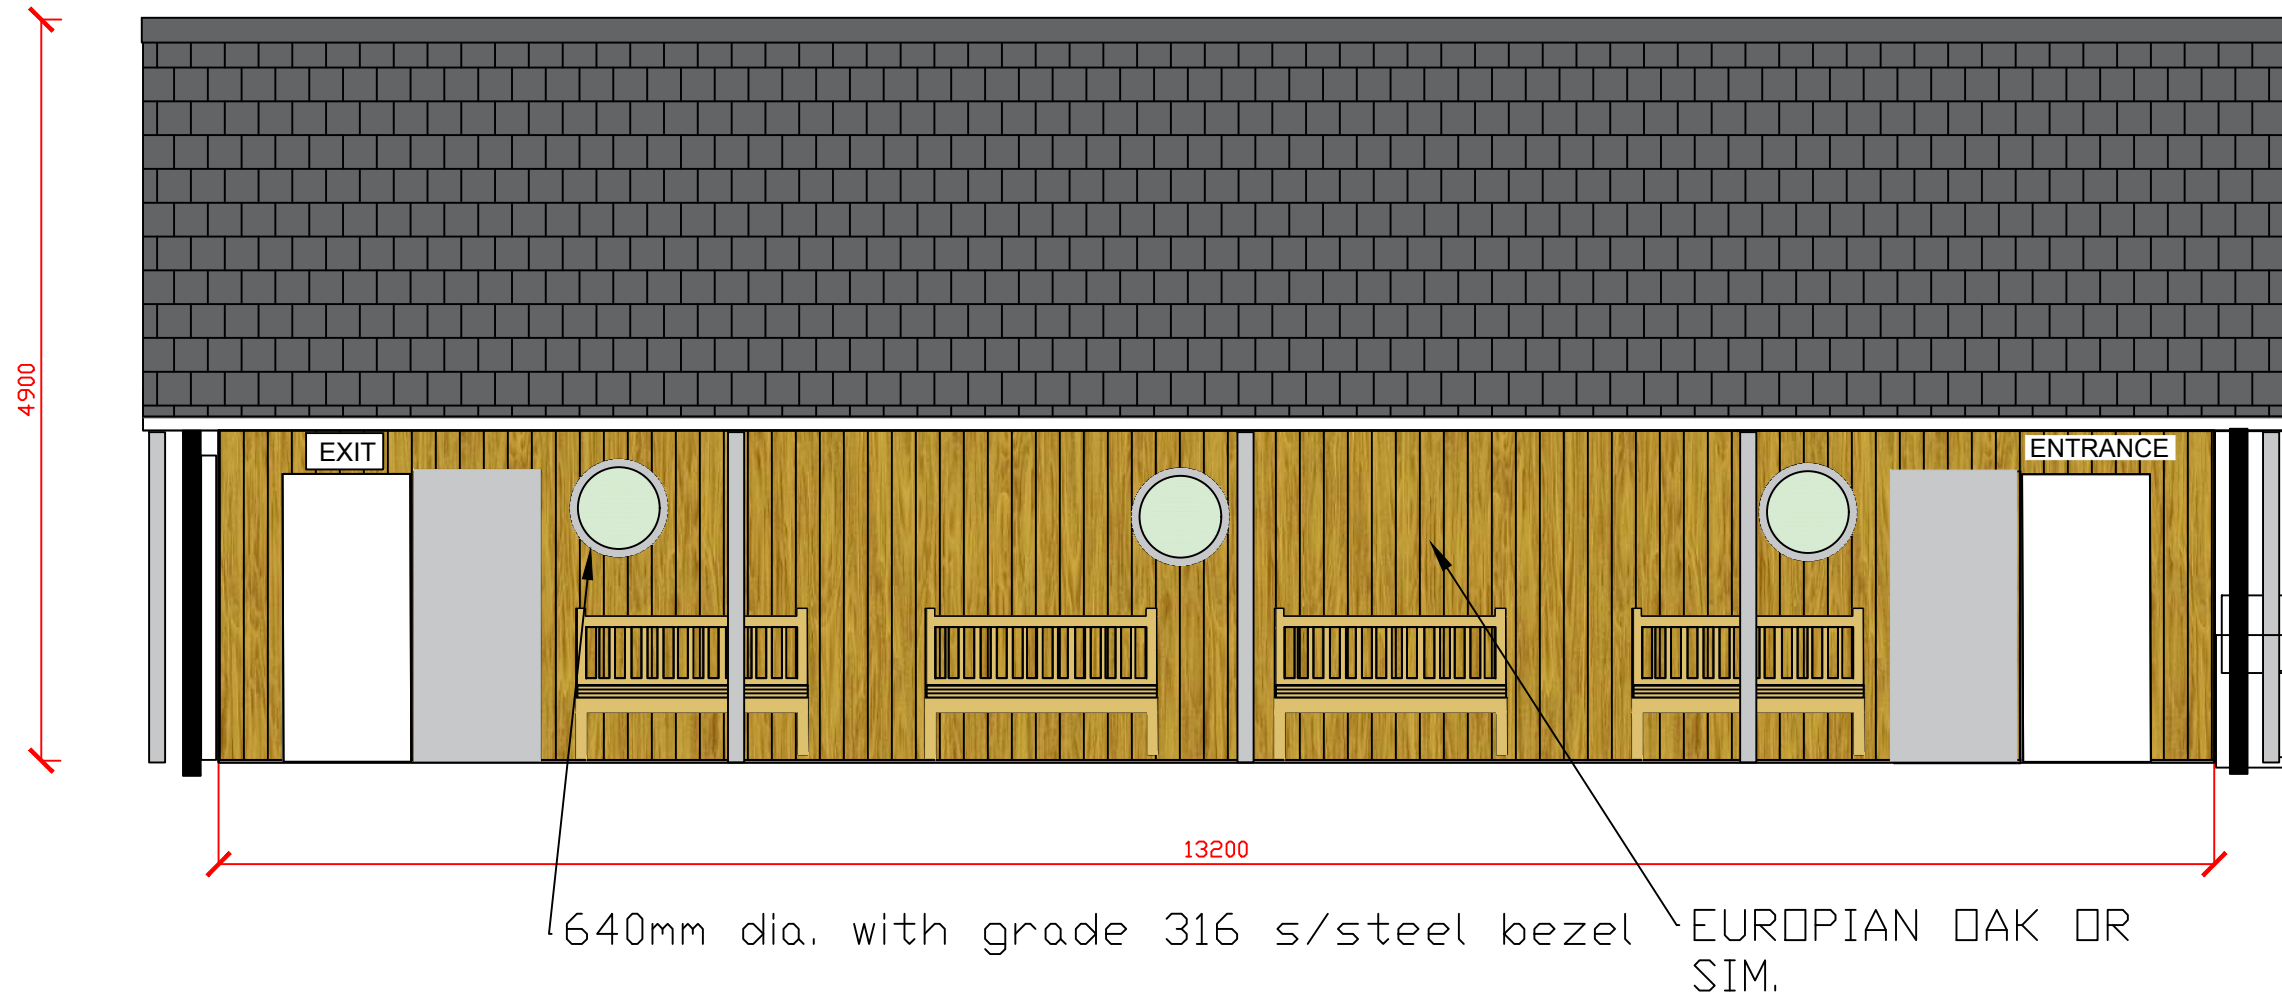 4900
EXIT
ENTRANCE
13200
640mm dia. with grade 316 s/steel bezel
EUROPIAN OAK OR
SIM.